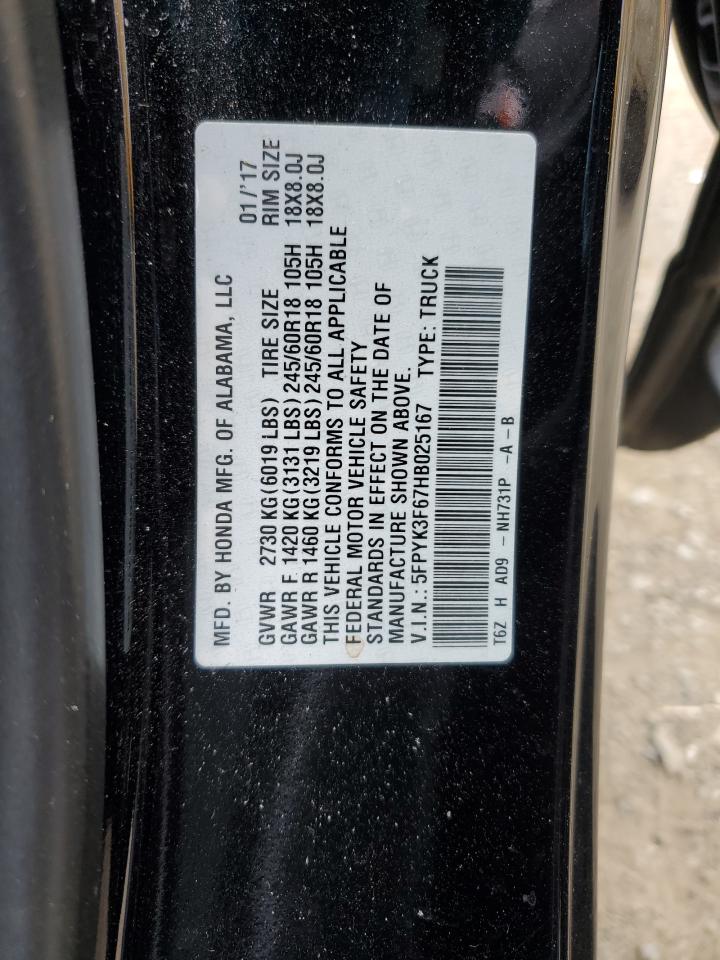 MFD. BY HONDA MFG. OF ALABAMA, LLC 01/'17
GVWR 2730 KG(6019 LBS) TIRE SIZE RIM SIZE
GAWR F 1420 KG(3131 LBS) 245/60R18 105H 18X8.0J
GAWR R 1460 KG(3219 LBS) 245/60R18 105H 18X8.0J
THIS VEHICLE CONFORMS TO ALL APPLICABLE
FEDERAL MOTOR VEHICLE SAFETY
STANDARDS IN EFFECT ON THE DATE OF
MANUFACTURE SHOWN ABOVE.
V.I.N.: 5FPYK3F67HB025167 TYPE: TRUCK
T6Z H AD9 - NH731P -A-B